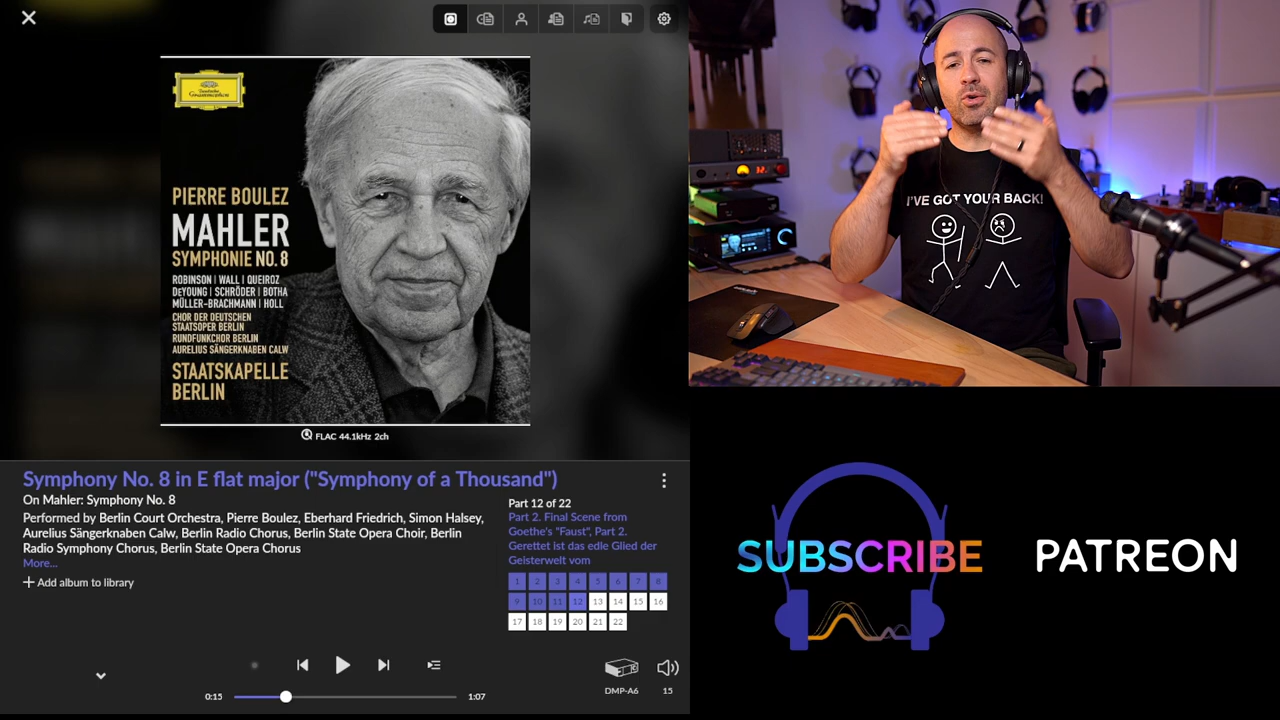 Deutsche
Grammophon
PIERRE BOULEZ
MAHLER
SYMPHONIE NO. 8
ROBINSON | WALL | QUEIROZ
DeYOUNG | SCHRÖDER | BOTHA
MÜLLER-BRACHMANN | HOLL
CHOR DER DEUTSCHEN
STAATSOPER BERLIN
RUNDFUNKCHOR BERLIN
AURELIUS SÄNGERKNABEN CALW
STAATSKAPELLE
BERLIN
FLAC 44.1kHz 2ch
Symphony No. 8 in E flat major ("Symphony of a Thousand")
On Mahler: Symphony No. 8
Performed by Berlin Court Orchestra, Pierre Boulez, Eberhard Friedrich, Simon Halsey,
Aurelius Sängerknaben Calw, Berlin Radio Chorus, Berlin State Opera Choir, Berlin
Radio Symphony Chorus, Berlin State Opera Chorus
More...
+ Add album to library
Part 12 of 22
Part 2. Final Scene from
Goethe's "Faust", Part 2.
Gerettet ist das edle Glied der
Geisterwelt vom
1 2 3 4 5 6 7 8
9 10 11 12 13 14 15 16
17 18 19 20 21 22
0:15
1:07
DMP-A6
15
I'VE GOT YOUR BACK!
SUBSCRIBE
PATREON